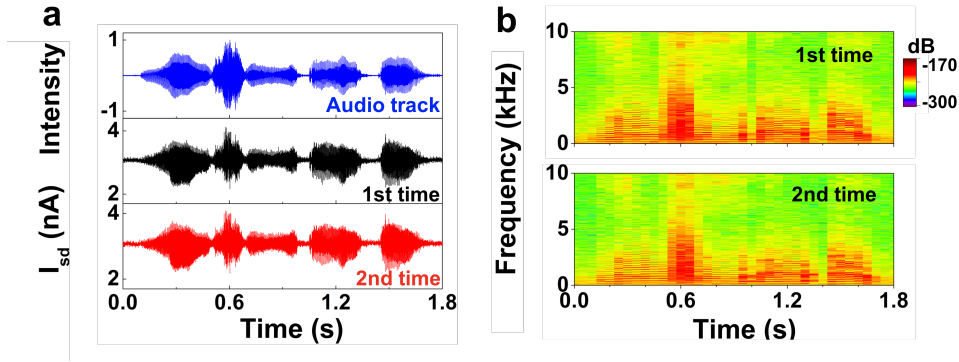 a
Intensity
1
-1
Audio track
I_sd (nA)
4
2
1st time
4
2
2nd time
0.0 0.6 1.2 1.8
Time (s)
b
Frequency (kHz)
10
5
0
1st time
dB
-170
-300
10
5
0
2nd time
0.0 0.6 1.2 1.8
Time (s)